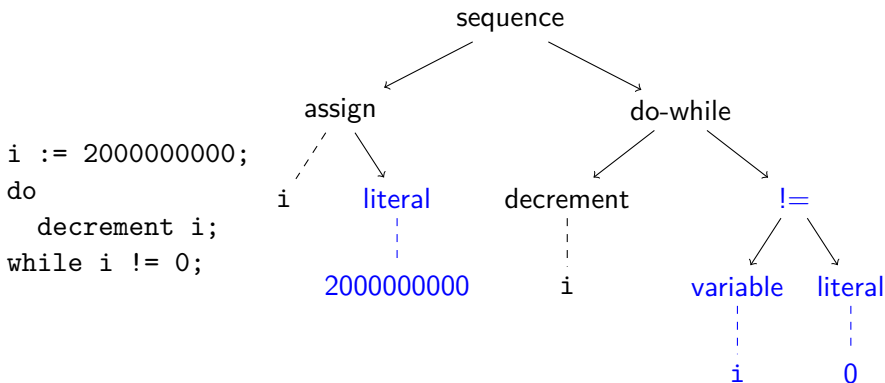 sequence
assign do-while
i := 2000000000;
do
decrement i;
while i != 0;
i literal decrement !=
2000000000 i variable literal
i 0